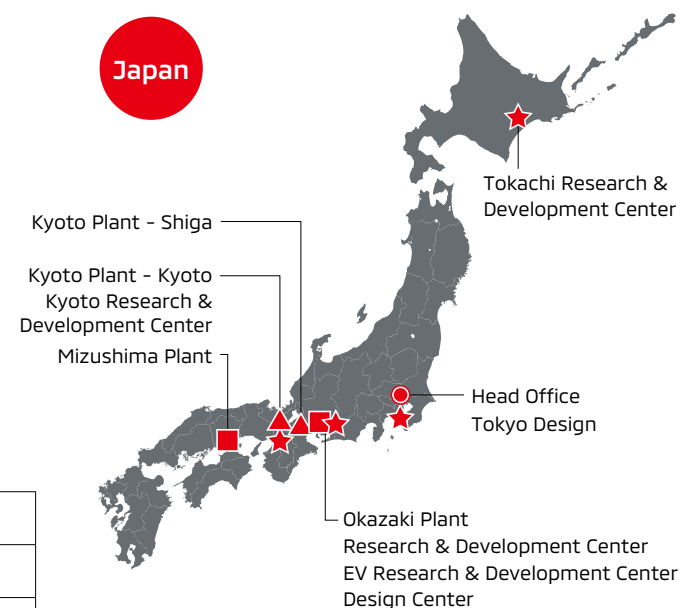 Japan
Tokachi Research &
Development Center
Kyoto Plant - Shiga
Kyoto Plant - Kyoto
Kyoto Research &
Development Center
Mizushima Plant
Head Office
Tokyo Design
Okazaki Plant
Research & Development Center
EV Research & Development Center
Design Center